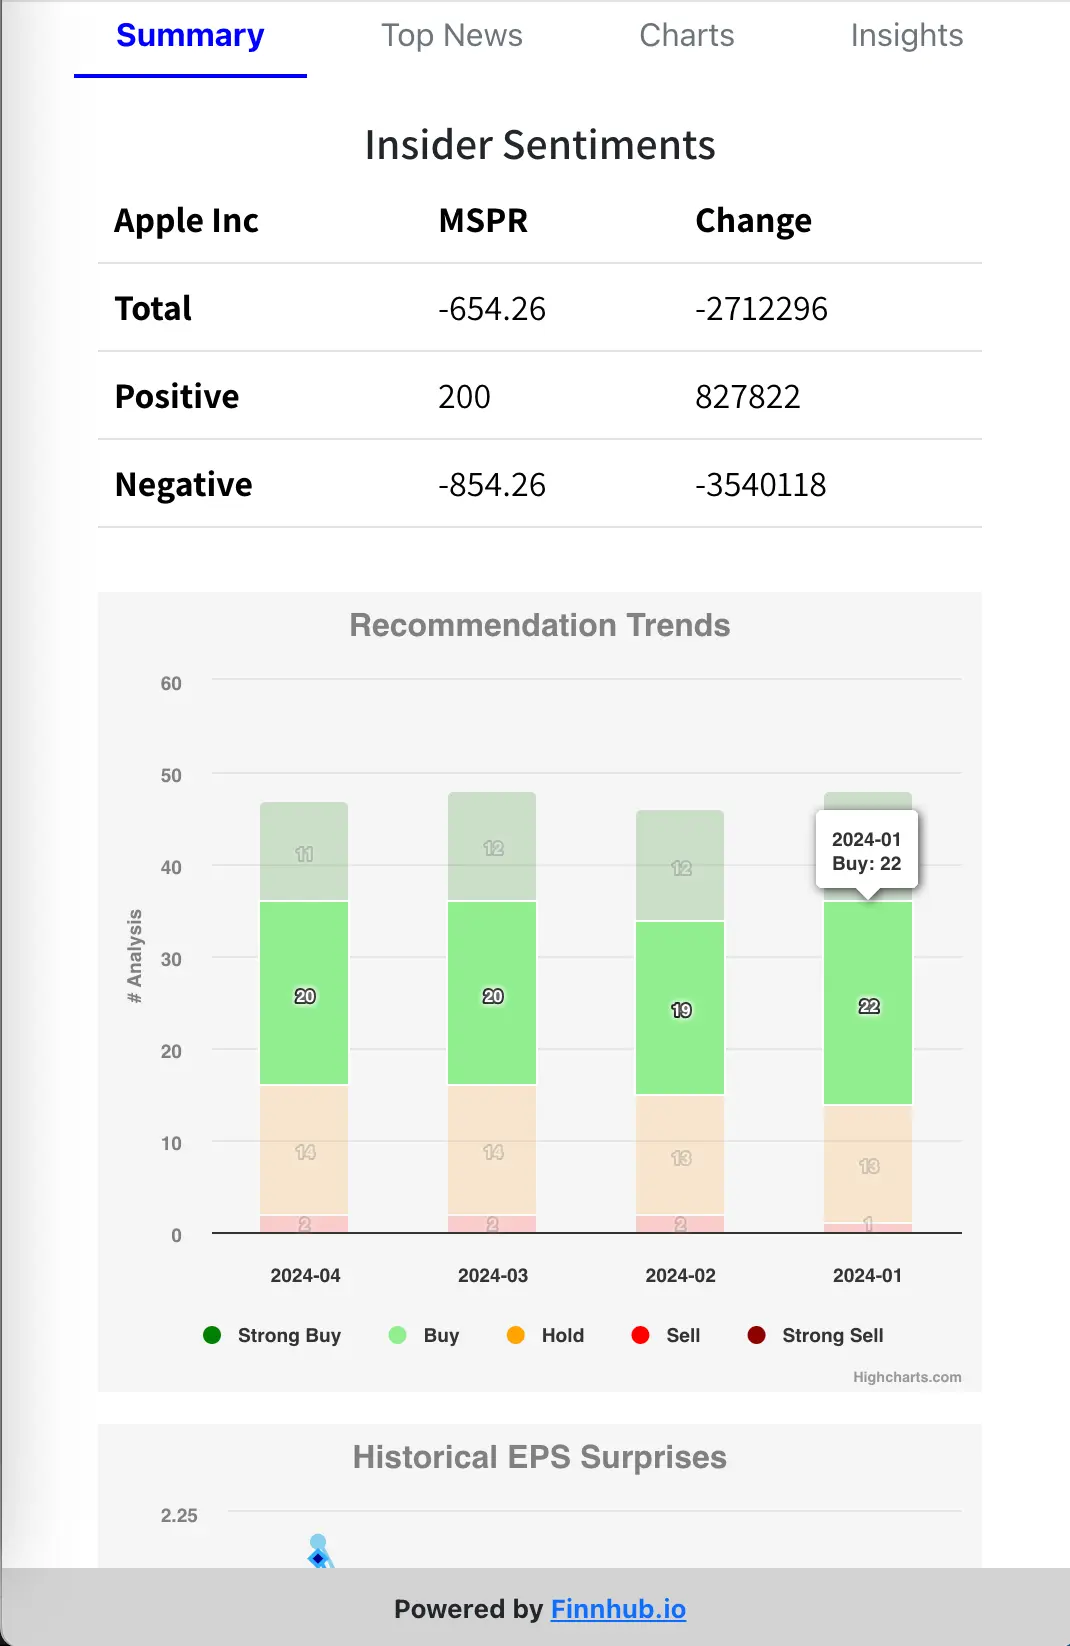 Summary Top News Charts Insights
Insider Sentiments
Apple Inc MSPR Change
Total -654.26 -2712296
Positive 200 827822
Negative -854.26 -3540118
Recommendation Trends
60
50
40
30
20
10
0
# Analysis
11 12 12
2024-01
Buy: 22
20 20 19 22
14 14 13 13
2 2 2 1
2024-04 2024-03 2024-02 2024-01
Strong Buy Buy Hold Sell Strong Sell
Highcharts.com
Historical EPS Surprises
2.25
Powered by Finnhub.io